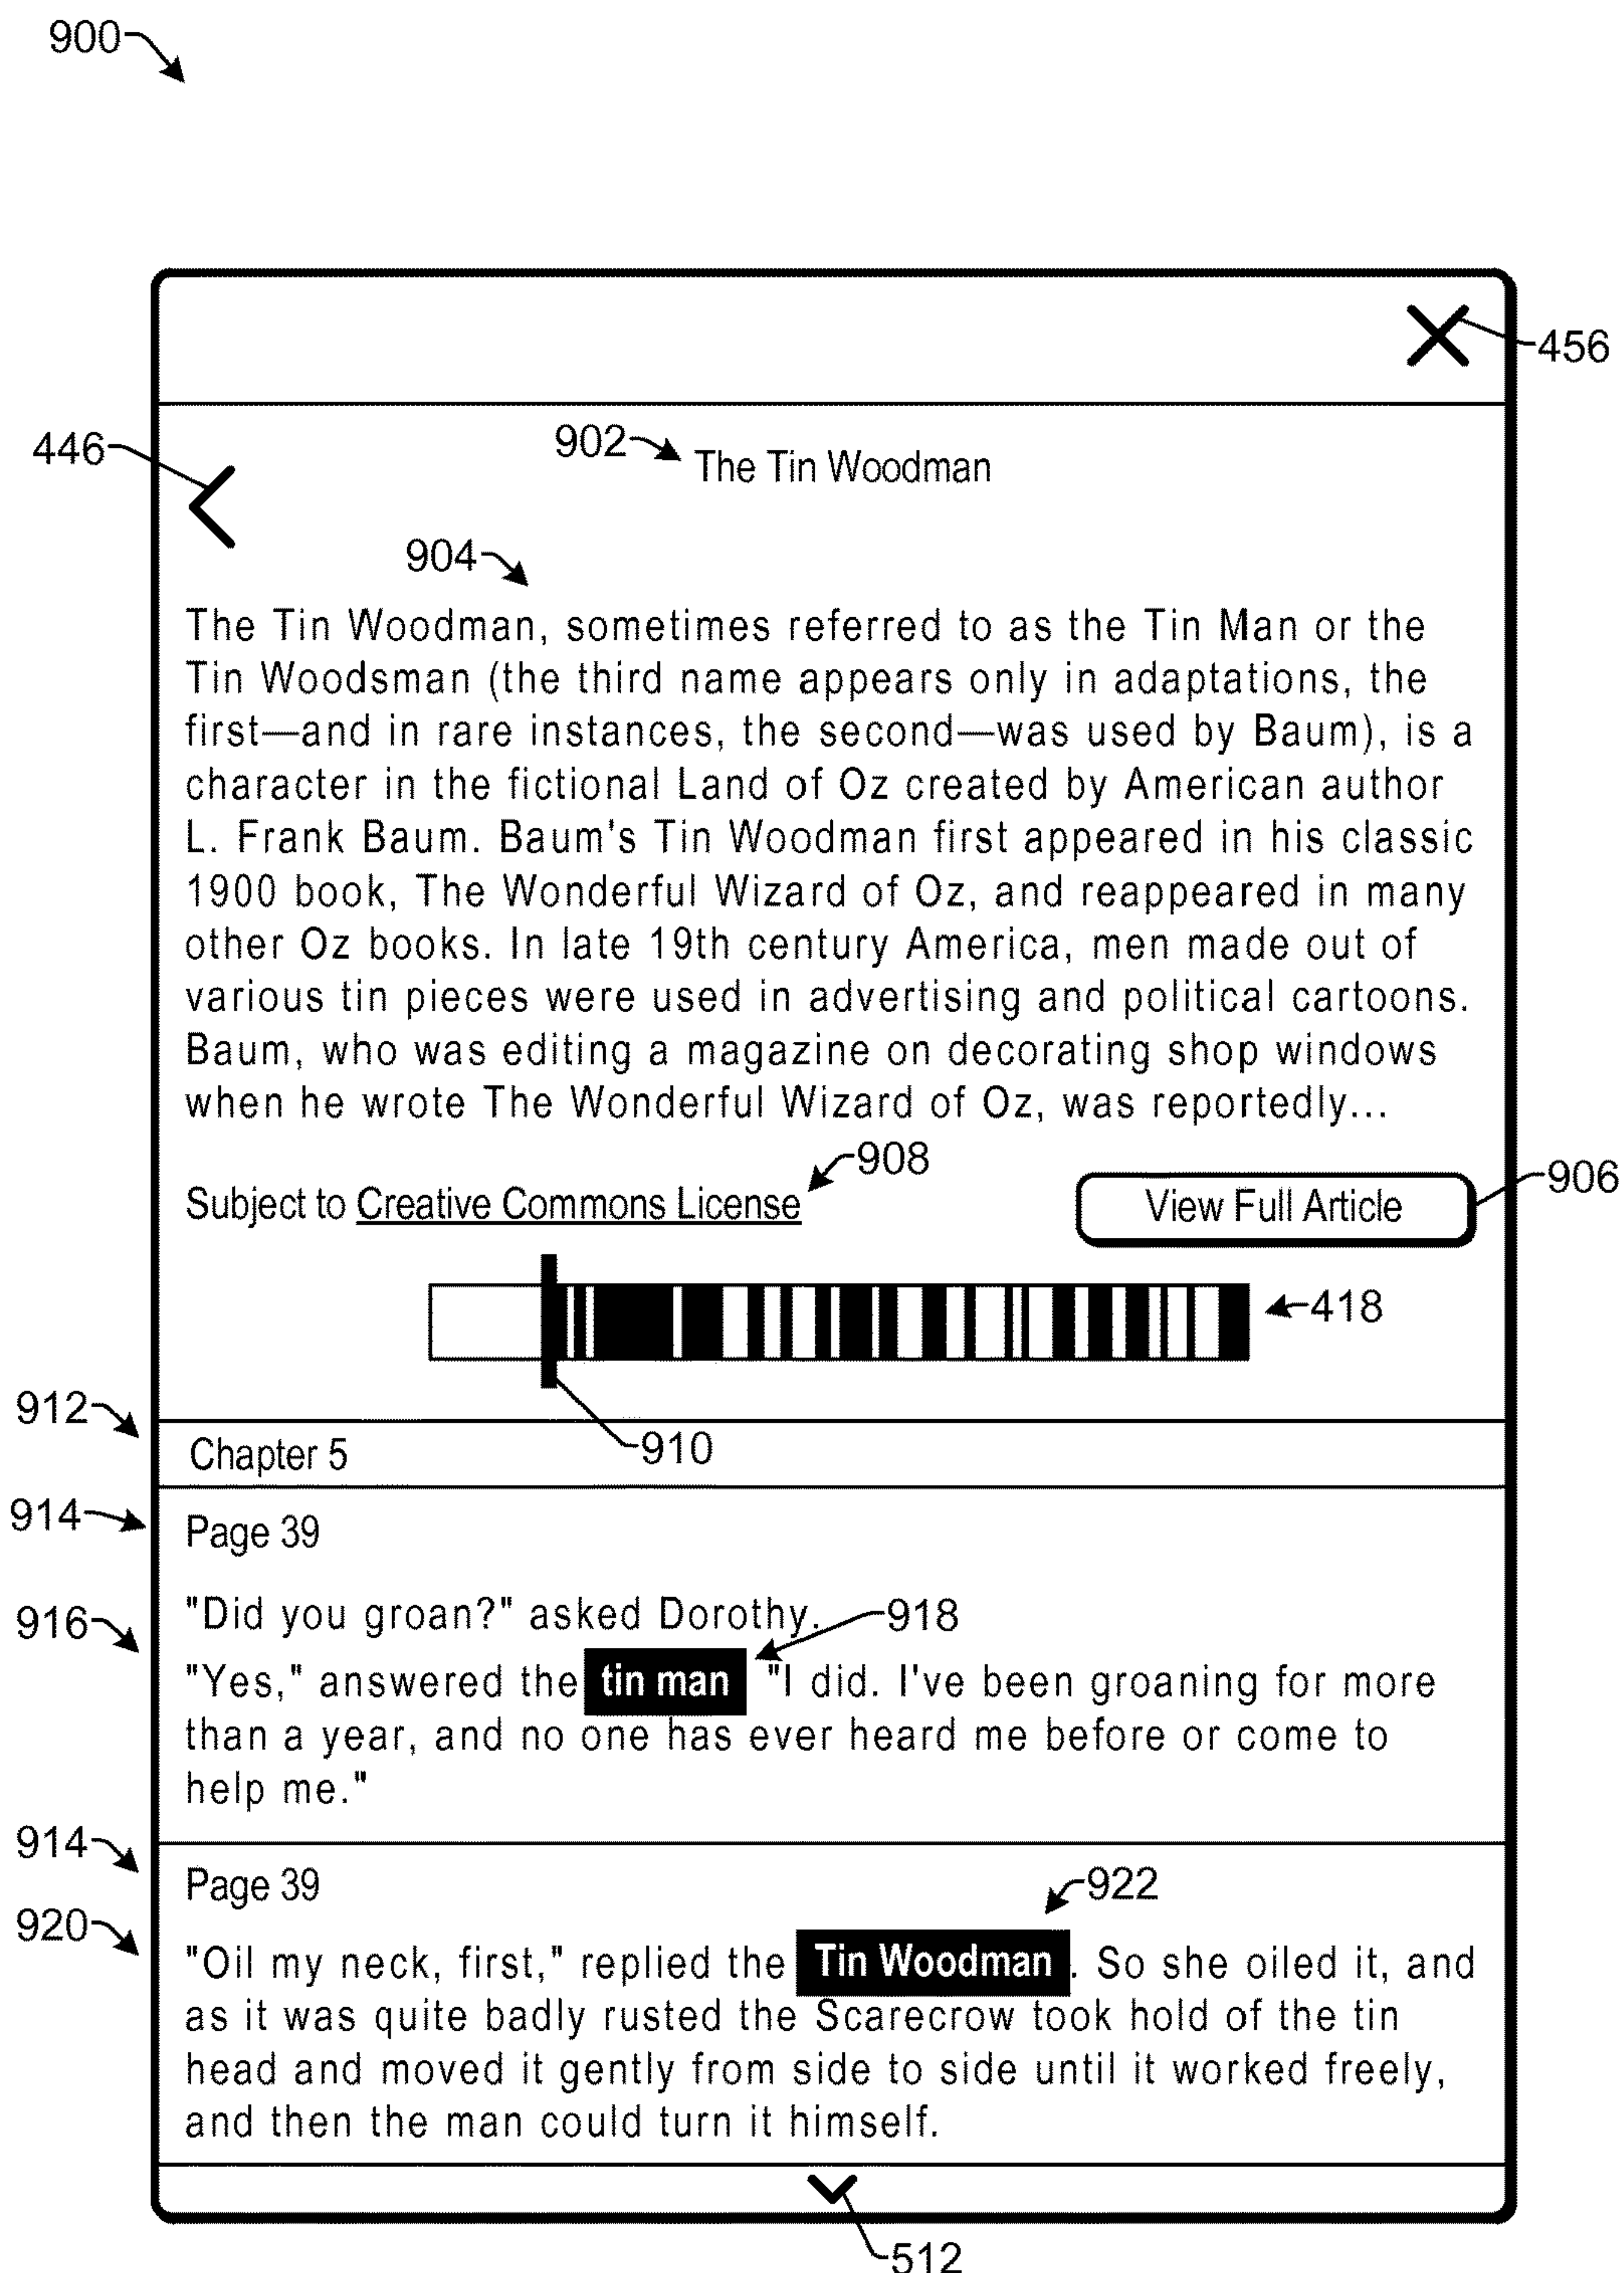 900
456
446
902
The Tin Woodman
904
The Tin Woodman, sometimes referred to as the Tin Man or the
Tin Woodsman (the third name appears only in adaptations, the
first—and in rare instances, the second—was used by Baum), is a
character in the fictional Land of Oz created by American author
L. Frank Baum. Baum's Tin Woodman first appeared in his classic
1900 book, The Wonderful Wizard of Oz, and reappeared in many
other Oz books. In late 19th century America, men made out of
various tin pieces were used in advertising and political cartoons.
Baum, who was editing a magazine on decorating shop windows
when he wrote The Wonderful Wizard of Oz, was reportedly...
908
Subject to Creative Commons License
View Full Article
906
418
912
910
Chapter 5
914
Page 39
916
"Did you groan?" asked Dorothy.
918
"Yes," answered the tin man "I did. I've been groaning for more
than a year, and no one has ever heard me before or come to
help me."
914
Page 39
922
920
"Oil my neck, first," replied the Tin Woodman. So she oiled it, and
as it was quite badly rusted the Scarecrow took hold of the tin
head and moved it gently from side to side until it worked freely,
and then the man could turn it himself.
512